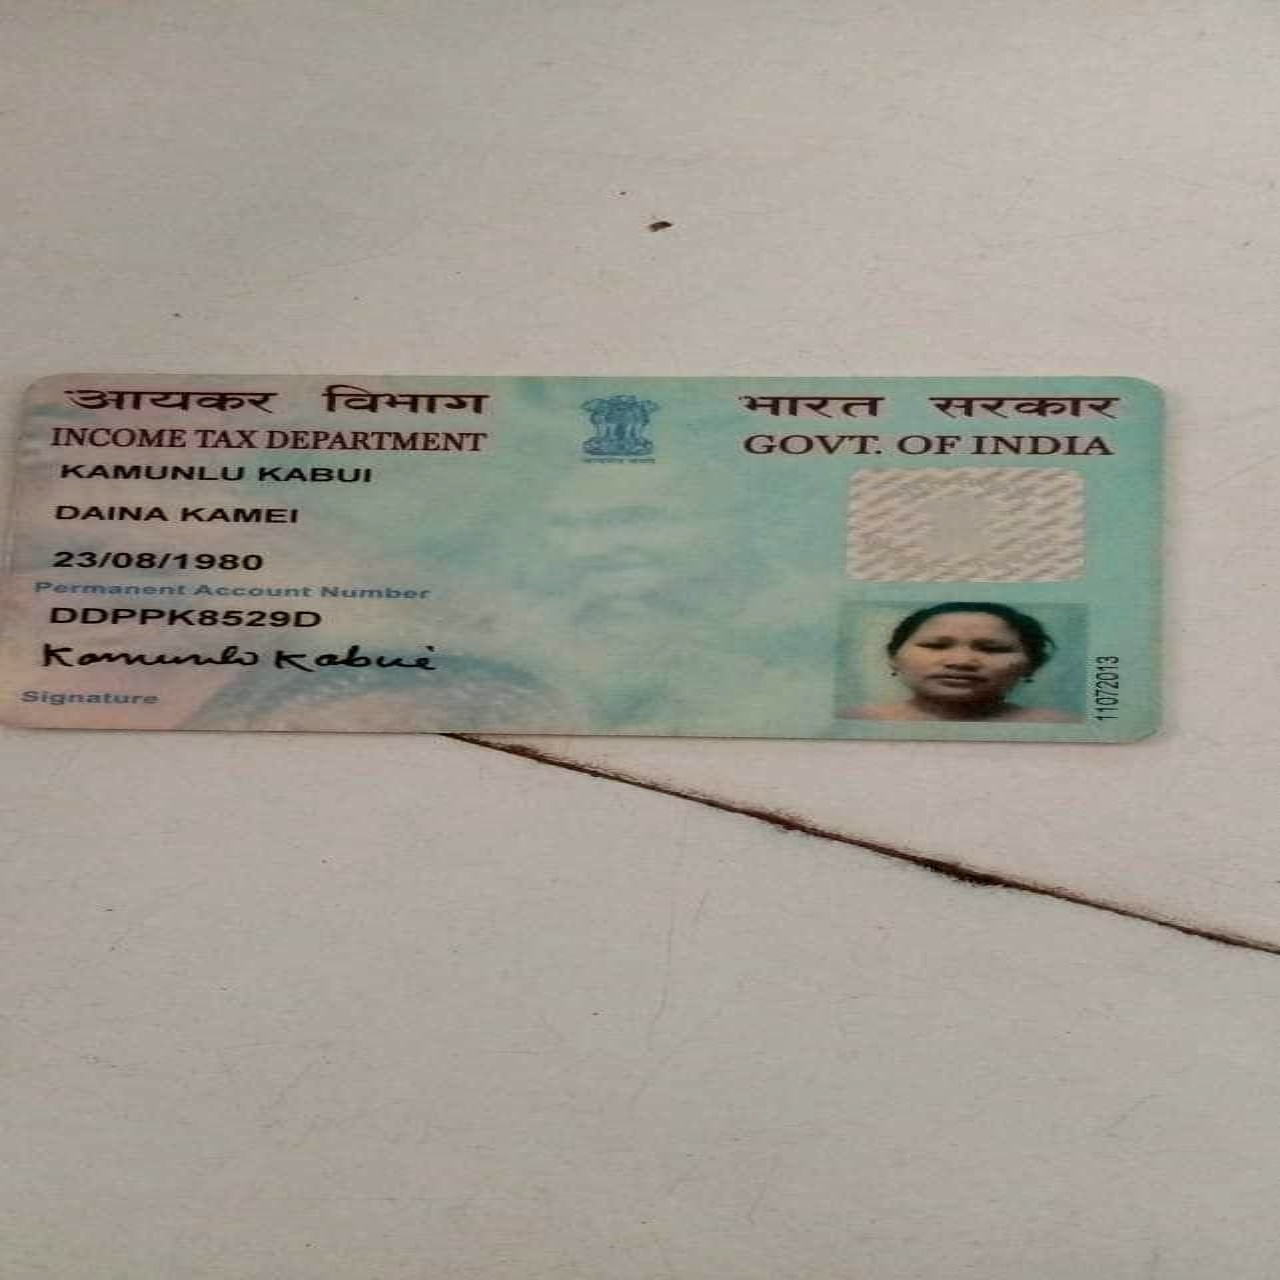 आयकर विभाग
INCOME TAX DEPARTMENT
भारत सरकार
GOVT. OF INDIA
KAMUNLU KABUI
DAINA KAMEI
23/08/1980
Permanent Account Number
DDPPK8529D
Kamunlu Kabui
Signature
11072013